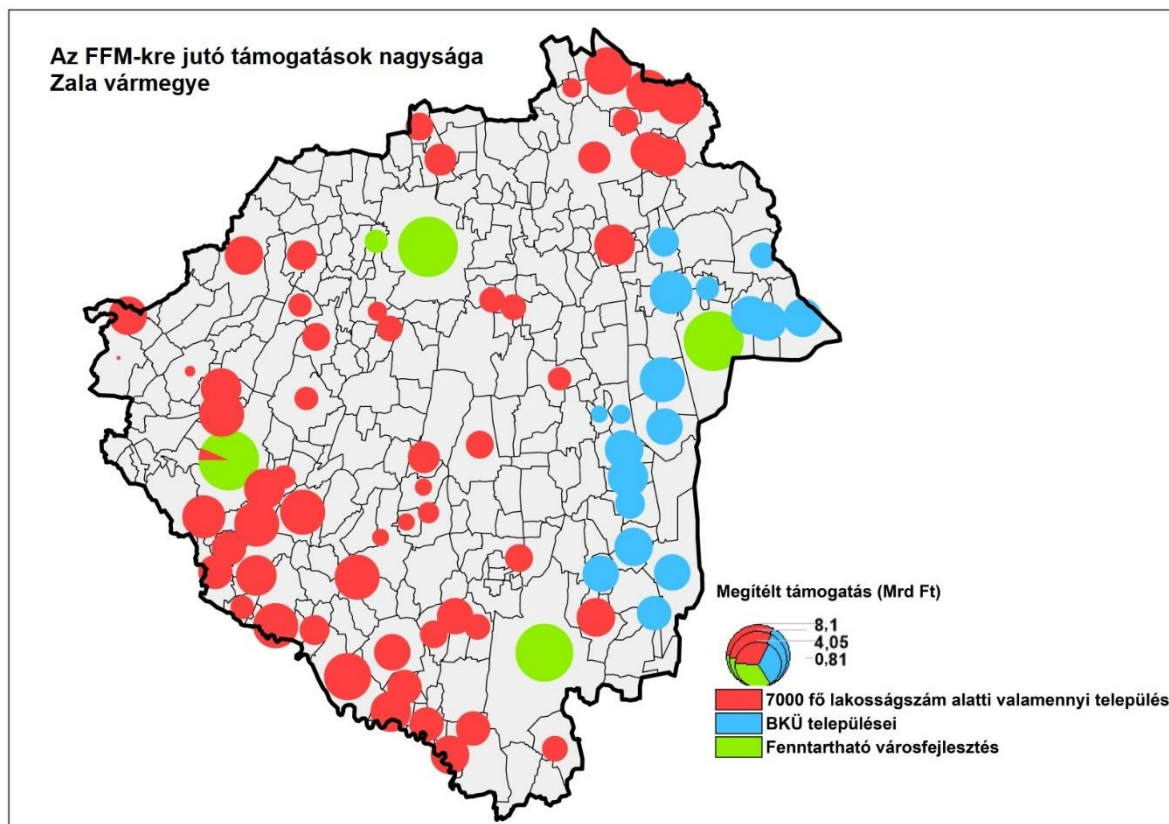 Az FFM-kre jutó támogatások nagysága
Zala vármegye
Megítélt támogatás (Mrd Ft)
8,1
4,05
0,81
7000 fő lakosságszám alatti valamennyi település
BKÜ települései
Fenntartható városfejlesztés